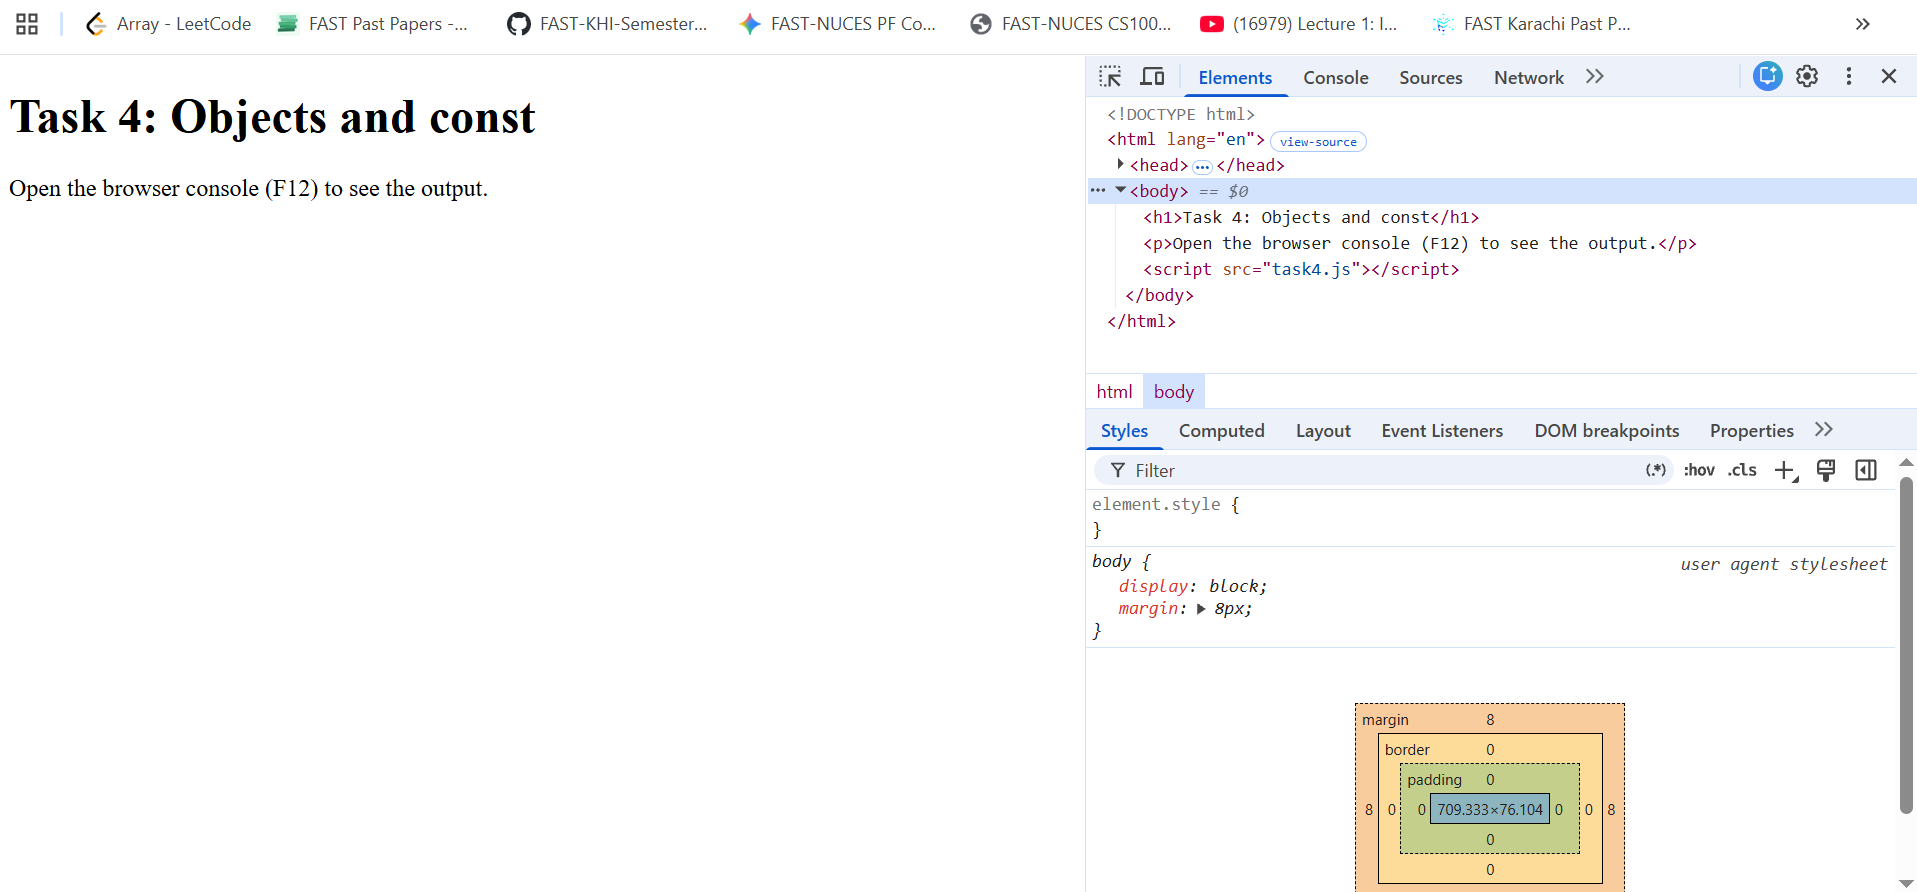 Array - LeetCode FAST Past Papers -... FAST-KHI-Semester... FAST-NUCES PF Co... FAST-NUCES CS100... (16979) Lecture 1: I... FAST Karachi Past P...
Task 4: Objects and const
Open the browser console (F12) to see the output.
Elements Console Sources Network
<!DOCTYPE html>
<html lang="en"> view-source
<head> ... </head>
... <body> == $0
<h1>Task 4: Objects and const</h1>
<p>Open the browser console (F12) to see the output.</p>
<script src="task4.js"></script>
</body>
</html>
html body
Styles Computed Layout Event Listeners DOM breakpoints Properties
Filter (.*) :hov .cls
element.style {
}
body { user agent stylesheet
display: block;
margin: 8px;
}
margin 8
border 0
padding 0
8 0 0 709.333×76.104 0 0 8
0
0